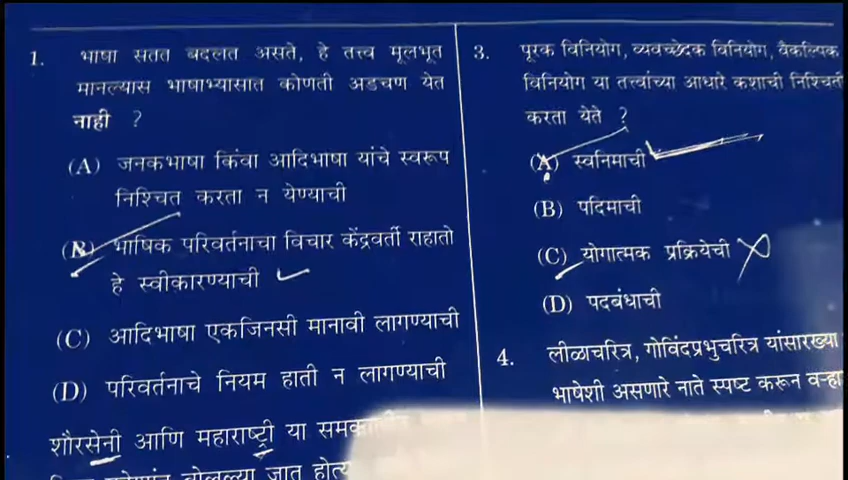 1. भाषा सतत बदलत असते, हे तत्त्व मूलभूत
मानल्यास भाषाभ्यासात कोणती अडचण येत
नाही ?
(A) जनकभाषा किंवा आदिभाषा यांचे स्वरूप
निश्चित करता न येण्याची
(B) भाषिक परिवर्तनाचा विचार केंद्रवर्ती राहातो
हे स्वीकारण्याची
(C) आदिभाषा एकजिनसी मानावी लागण्याची
(D) परिवर्तनाचे नियम हाती न लागण्याची
शौरसेनी आणि महाराष्ट्री या
बोलल्या जात होत्या
3. पूरक विनियोग, व्यवच्छेदक विनियोग, वैकल्पिक
विनियोग या तत्त्वांच्या आधारे कशाची निश्चिती
करता येते ?
(A) स्वनिमाची
(B) पदिमाची
(C) योगात्मक प्रक्रियेची
(D) पदबंधाची
4. लीळाचरित्र, गोविंदप्रभुचरित्र यांसारख्या
भाषेशी असणारे नाते स्पष्ट करून